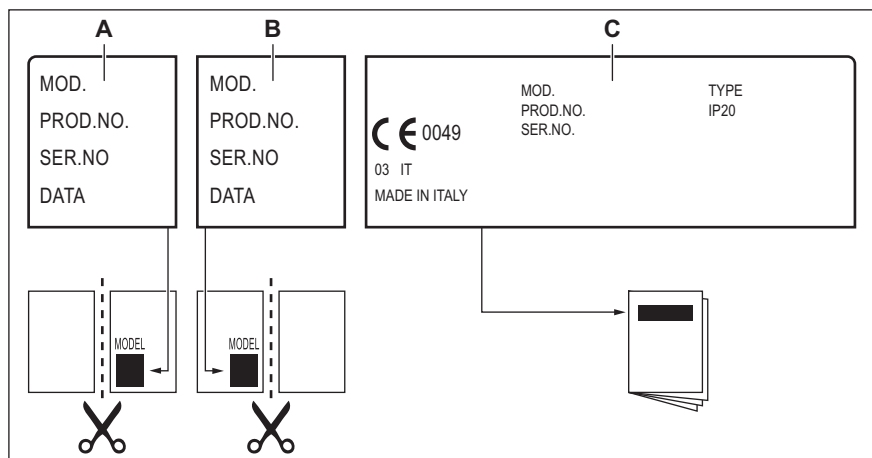 A
B
C
MOD.
PROD.NO.
SER.NO
DATA
MOD.
PROD.NO.
SER.NO
DATA
MOD.
PROD.NO.
SER.NO.
TYPE
IP20
CE 0049
03 IT
MADE IN ITALY
MODEL
MODEL